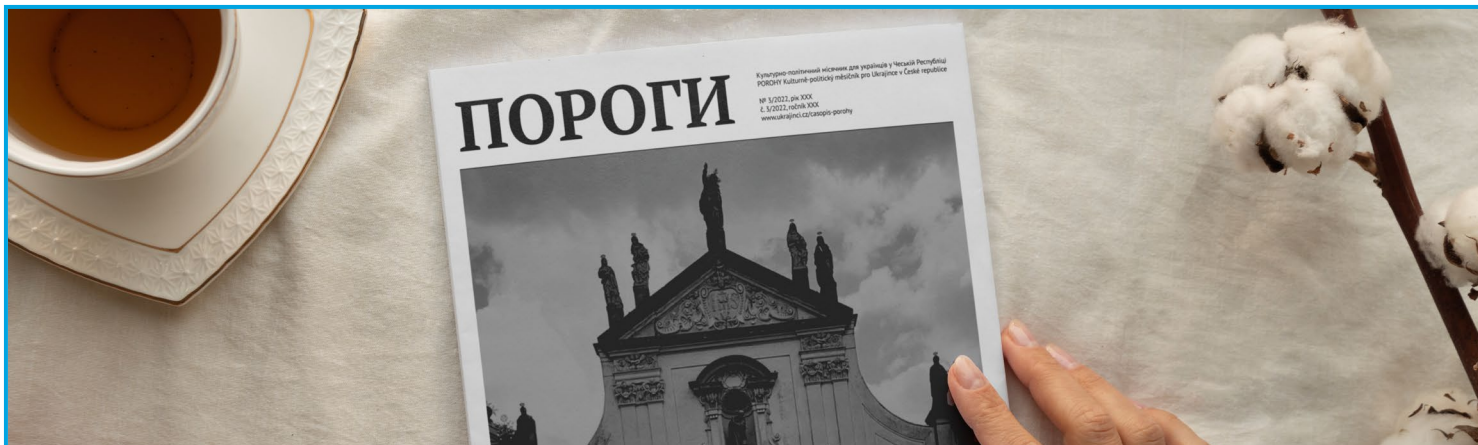 ПОРОГИ
Культурно-політичний місячник для українців у Чеській Республіці
POROHY Kulturně-politický měsíčník pro Ukrajince v České republice
№ 3/2022, рік XXX
č. 3/2022, ročník XXX
www.ukrajinci.cz/casopis-porohy